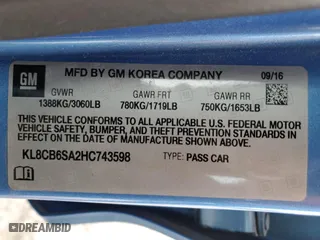 GM
MFD BY GM KOREA COMPANY 09/16
GVWR GAWR FRT GAWR RR
1388KG/3060LB 780KG/1719LB 750KG/1653LB
THIS VEHICLE CONFORMS TO ALL APPLICABLE U.S. FEDERAL MOTOR
VEHICLE SAFETY, BUMPER, AND THEFT PREVENTION STANDARDS
IN EFFECT ON THE DATE OF MANUFACTURE SHOWN ABOVE.
KL8CB6SA2HC743598 TYPE: PASS CAR
DEALERSHIP.COM